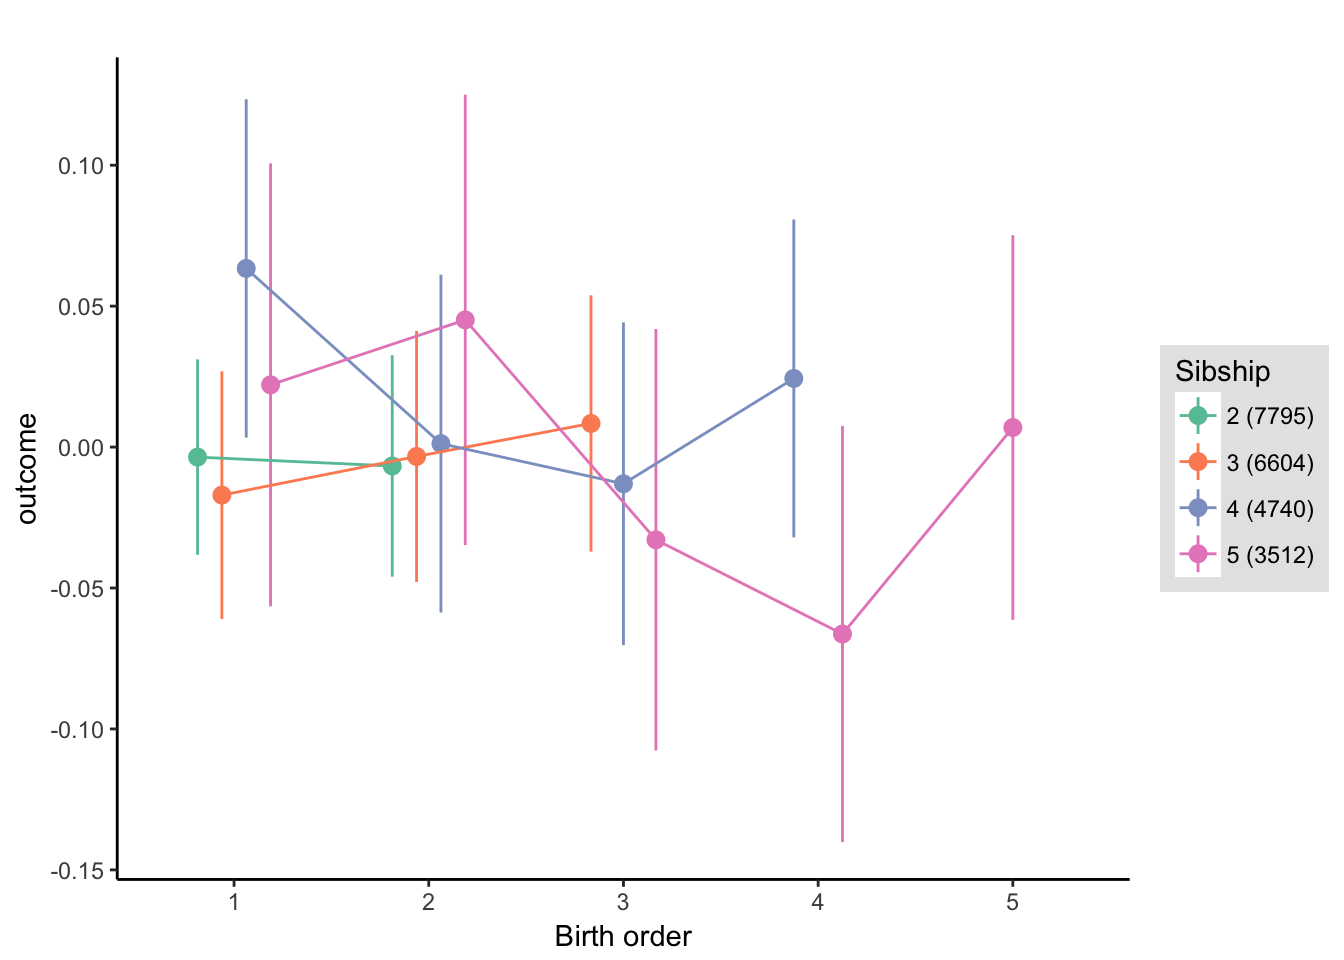 0.10
0.05
0.00
-0.05
-0.10
-0.15
outcome
1 2 3 4 5
Birth order
Sibship
2 (7795)
3 (6604)
4 (4740)
5 (3512)